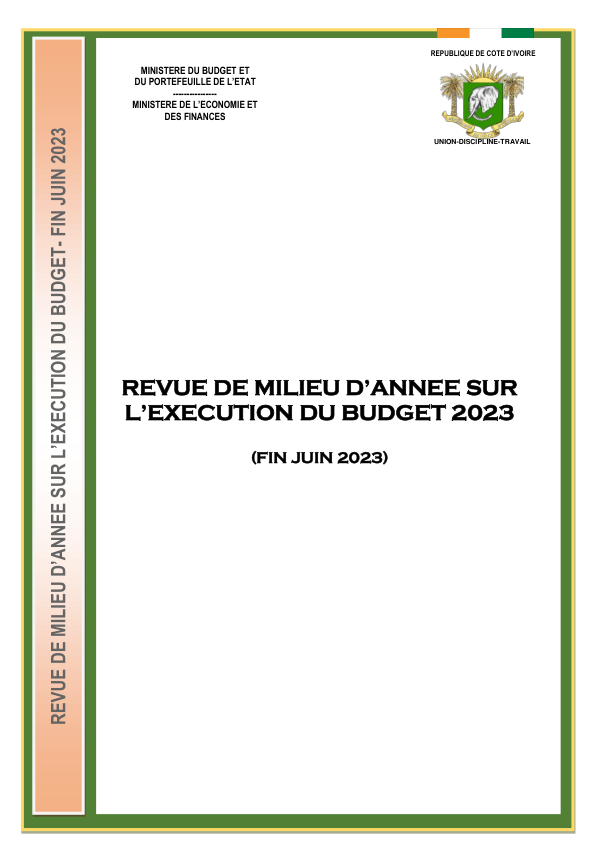 REVUE DE MILIEU D'ANNEE SUR L'EXECUTION DU BUDGET- FIN JUIN 2023
MINISTERE DU BUDGET ET
DU PORTEFEUILLE DE L'ETAT
----------------
MINISTERE DE L'ECONOMIE ET
DES FINANCES
REPUBLIQUE DE COTE D'IVOIRE
UNION-DISCIPLINE-TRAVAIL
REVUE DE MILIEU D'ANNEE SUR
L'EXECUTION DU BUDGET 2023
(FIN JUIN 2023)